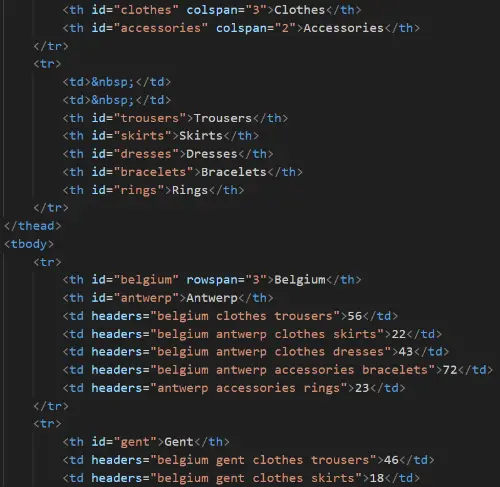 <th id="clothes" colspan="3">Clothes</th>
<th id="accessories" colspan="2">Accessories</th>
</tr>
<tr>
<td>&nbsp;</td>
<td>&nbsp;</td>
<th id="trousers">Trousers</th>
<th id="skirts">Skirts</th>
<th id="dresses">Dresses</th>
<th id="bracelets">Bracelets</th>
<th id="rings">Rings</th>
</tr>
</thead>
<tbody>
<tr>
<th id="belgium" rowspan="3">Belgium</th>
<th id="antwerp">Antwerp</th>
<td headers="belgium clothes trousers">56</td>
<td headers="belgium antwerp clothes skirts">22</td>
<td headers="belgium antwerp clothes dresses">43</td>
<td headers="belgium antwerp accessories bracelets">72</td>
<td headers="antwerp accessories rings">23</td>
</tr>
<tr>
<th id="gent">Gent</th>
<td headers="belgium gent clothes trousers">46</td>
<td headers="belgium gent clothes skirts">18</td>